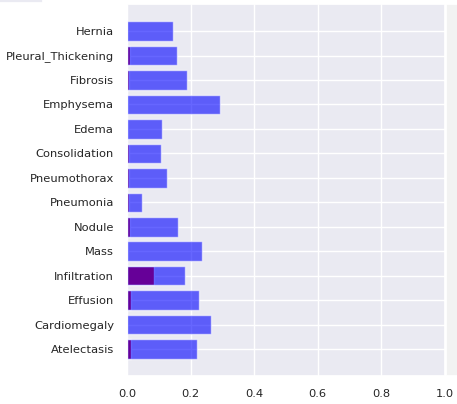 Hernia
Pleural_Thickening
Fibrosis
Emphysema
Edema
Consolidation
Pneumothorax
Pneumonia
Nodule
Mass
Infiltration
Effusion
Cardiomegaly
Atelectasis
0.0 0.2 0.4 0.6 0.8 1.0